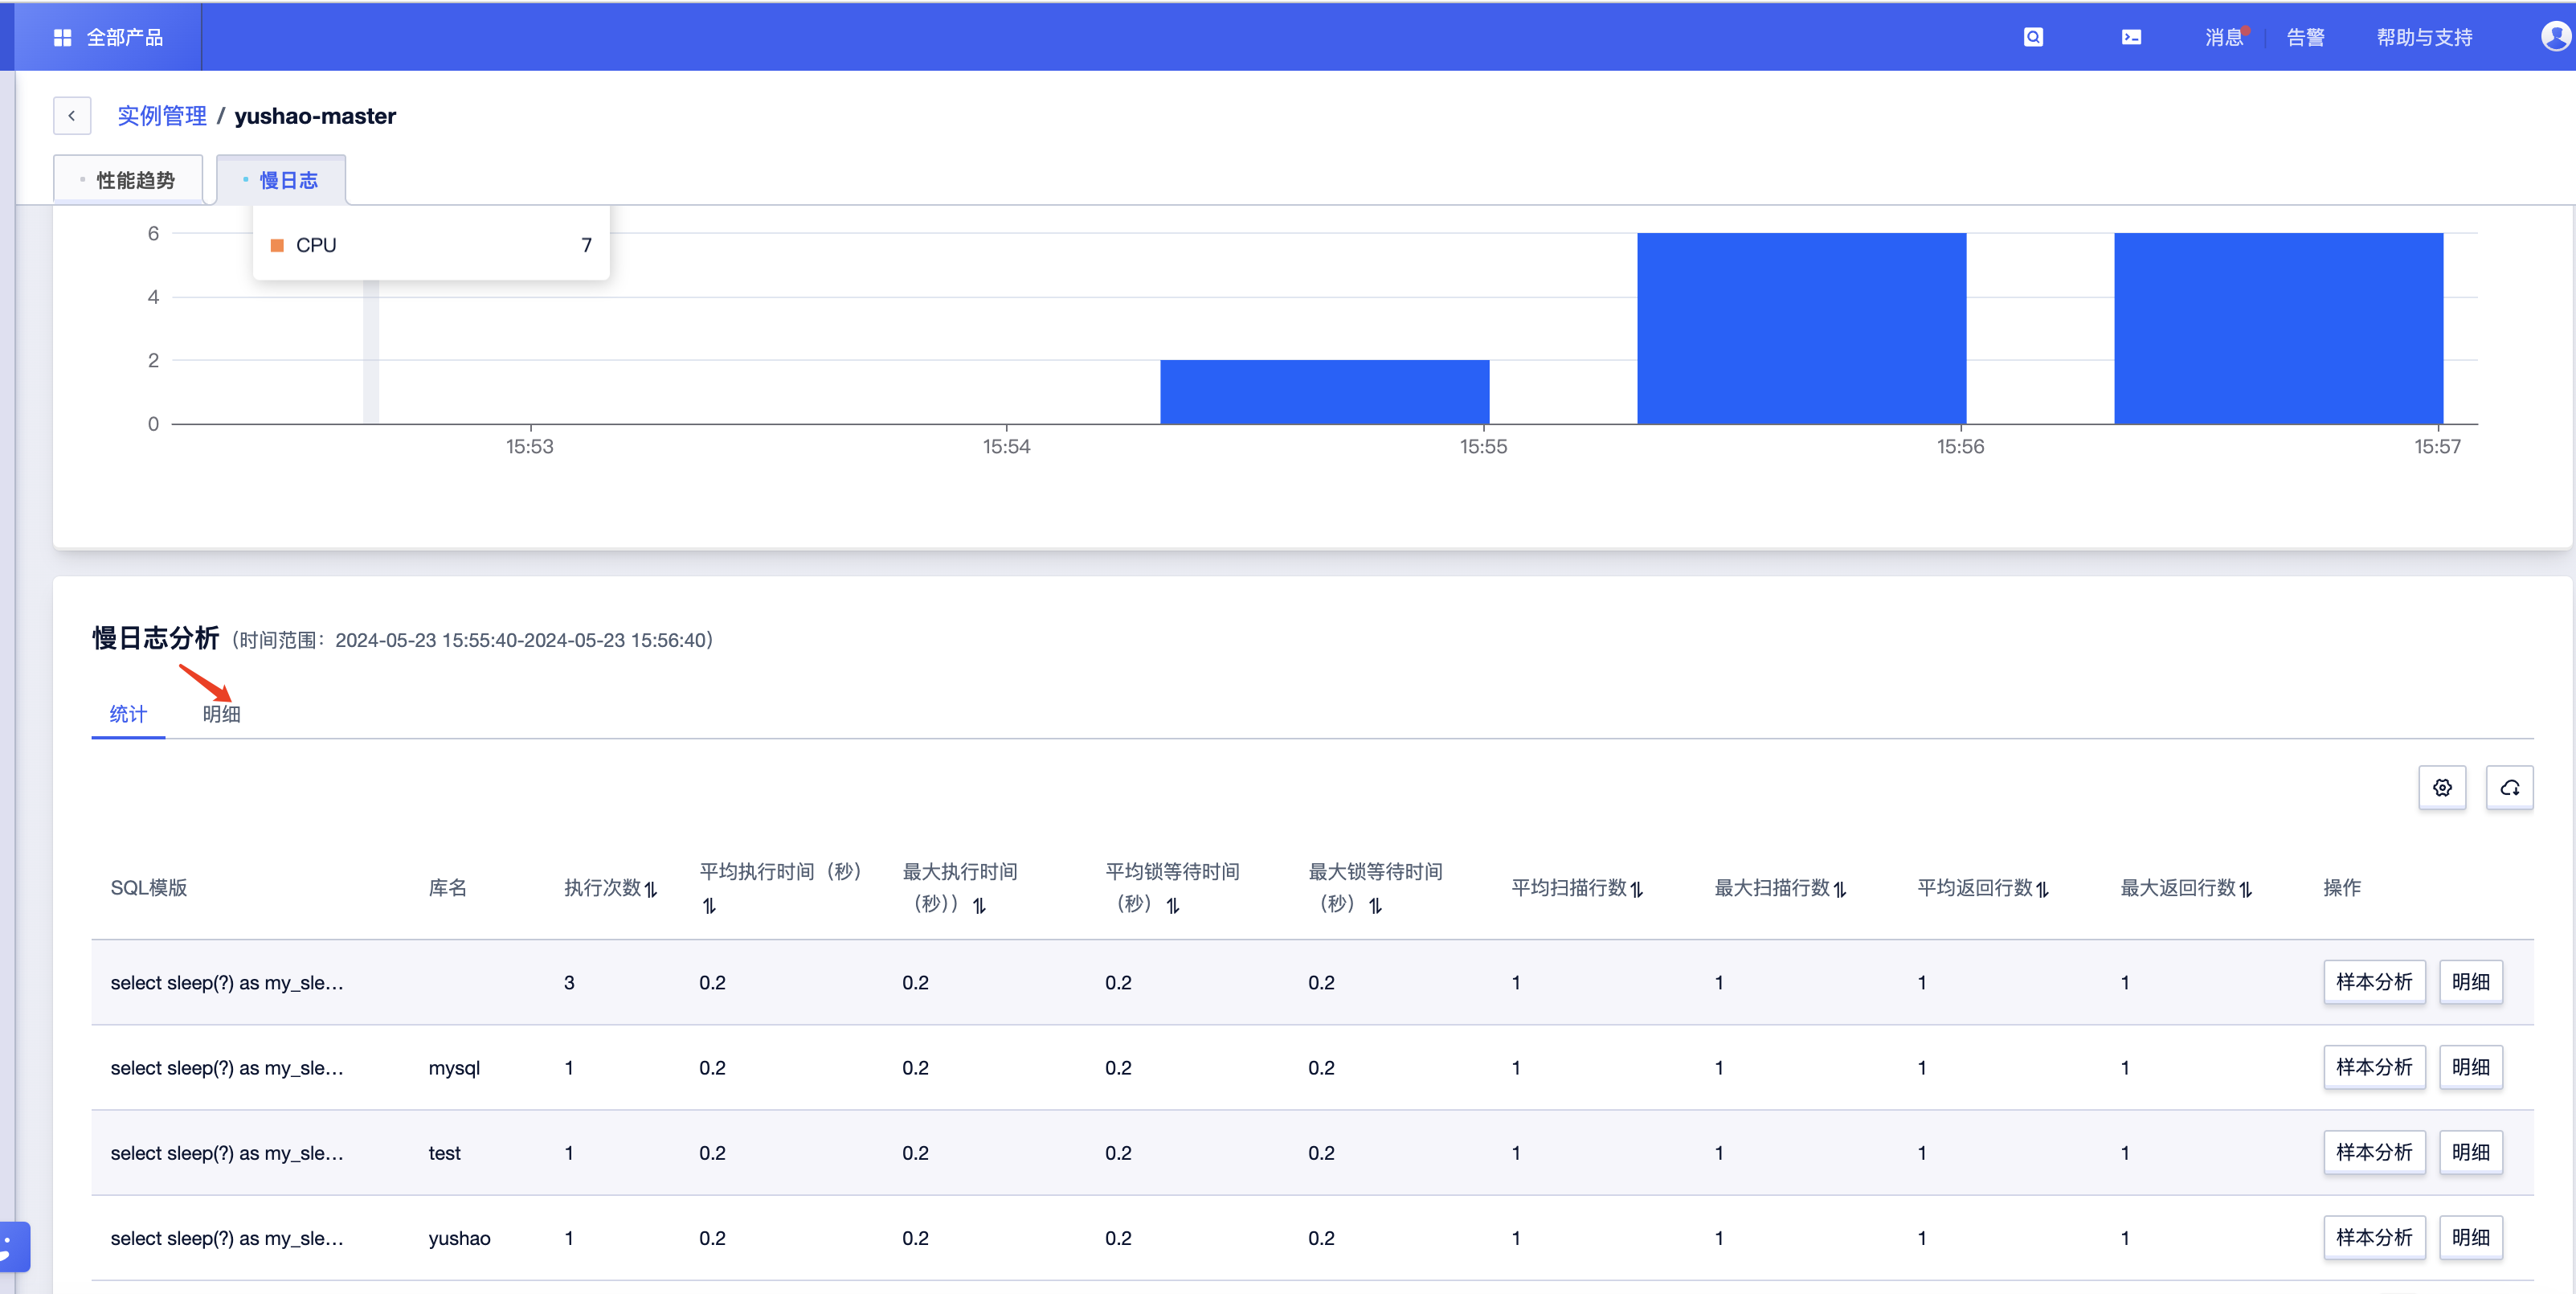 全部产品
消息
告警
帮助与支持
实例管理 / yushao-master
性能趋势
慢日志
CPU 7
6
4
2
0
15:53 15:54 15:55 15:56 15:57
慢日志分析 (时间范围：2024-05-23 15:55:40-2024-05-23 15:56:40)
统计 明细
SQL模版 库名 执行次数 平均执行时间（秒） 最大执行时间（秒）） 平均锁等待时间（秒） 最大锁等待时间（秒） 平均扫描行数 最大扫描行数 平均返回行数 最大返回行数 操作
select sleep(?) as my_sle... 3 0.2 0.2 0.2 0.2 1 1 1 1 样本分析 明细
select sleep(?) as my_sle... mysql 1 0.2 0.2 0.2 0.2 1 1 1 1 样本分析 明细
select sleep(?) as my_sle... test 1 0.2 0.2 0.2 0.2 1 1 1 1 样本分析 明细
select sleep(?) as my_sle... yushao 1 0.2 0.2 0.2 0.2 1 1 1 1 样本分析 明细